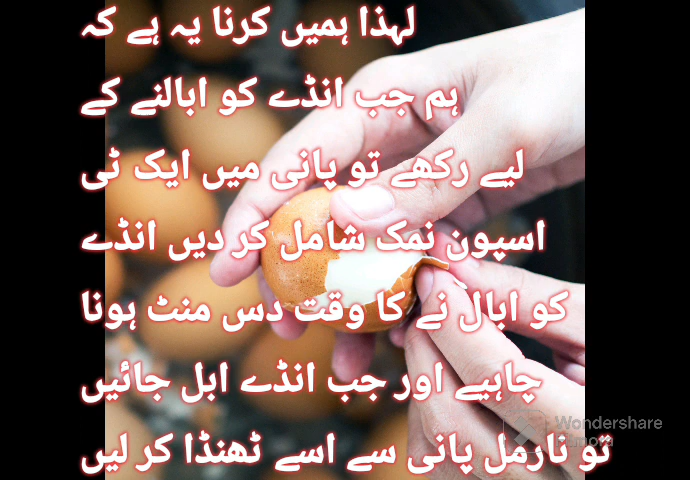 لہذا ہمیں کرنا یہ ہے کہ
ہم جب انڈے کو ابالنے کے
لیے رکھے تو پانی میں ایک ٹی
اسپون نمک شامل کر دیں انڈے
کو ابال نے کا وقت دس منٹ ہونا
چاہیے اور جب انڈے ابل جائیں
تو نارمل پانی سے اسے ٹھنڈا کر لیں
Wondershare
Filmora